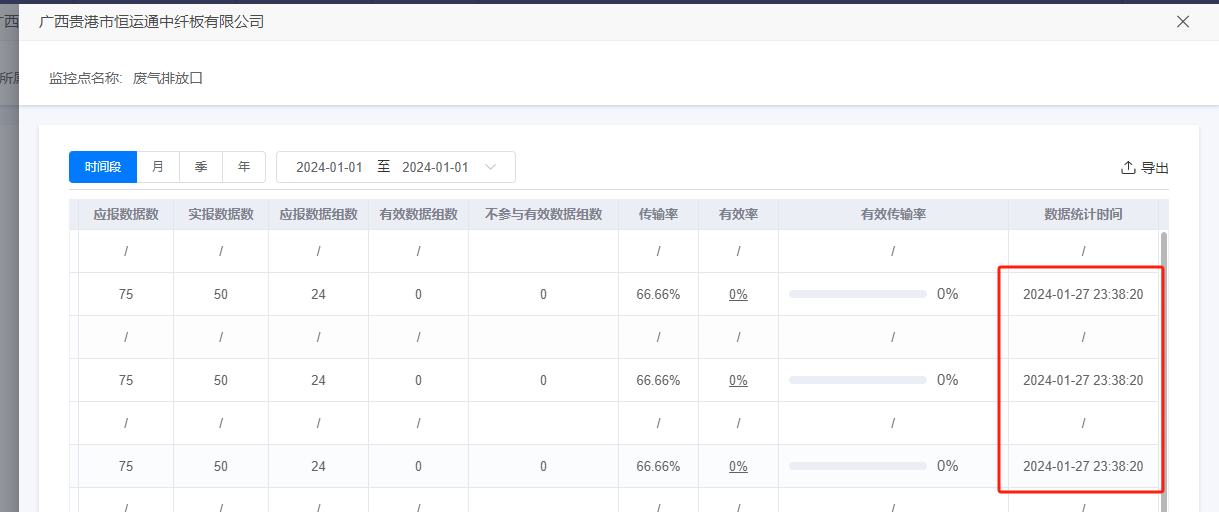 广西 广西贵港市恒运通中纤板有限公司
所属 监控点名称: 废气排放口
时间段 月 季 年 2024-01-01 至 2024-01-01 导出
应报数据数 实报数据数 应报数据组数 有效数据组数 不参与有效数据组数 传输率 有效率 有效传输率 数据统计时间
/ / / / / / / /
75 50 24 0 0 66.66% 0% 0% 2024-01-27 23:38:20
/ / / / / / / /
75 50 24 0 0 66.66% 0% 0% 2024-01-27 23:38:20
/ / / / / / / /
75 50 24 0 0 66.66% 0% 0% 2024-01-27 23:38:20
/ / / / / / / /